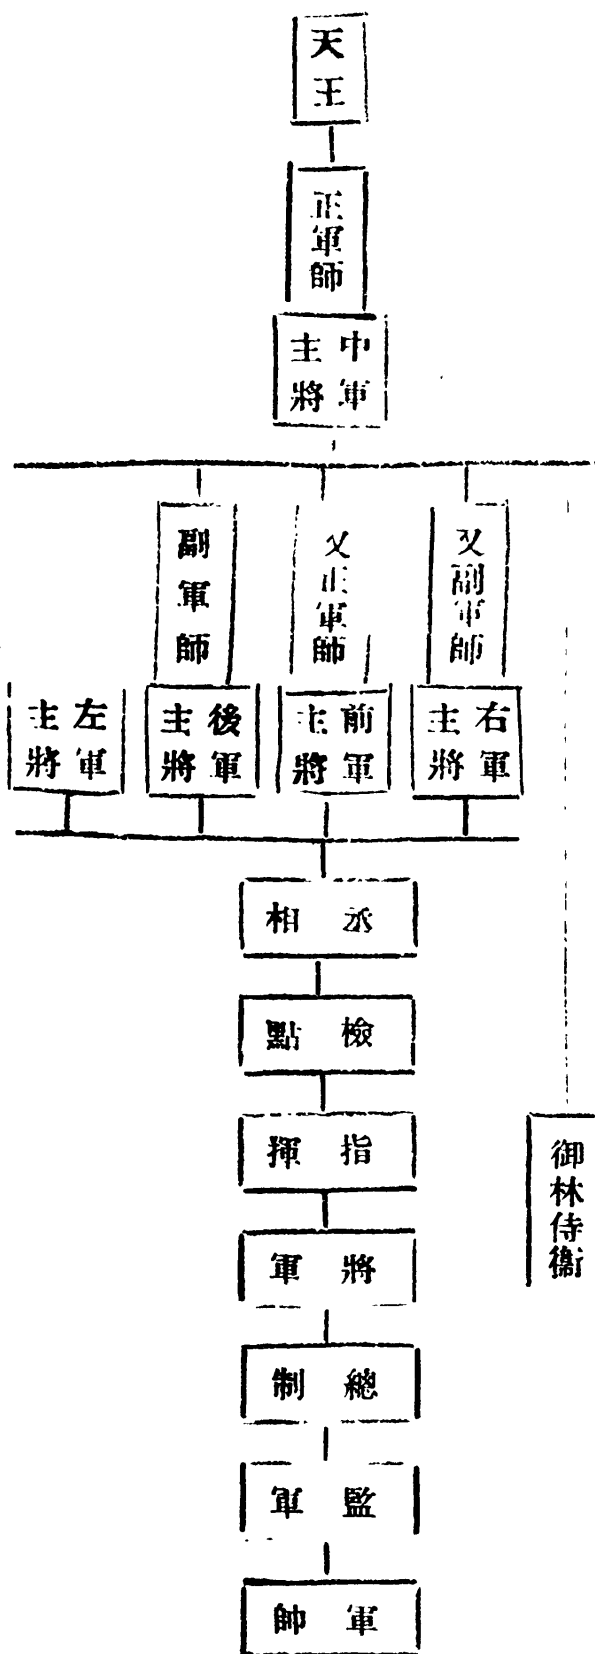 天王
正軍師
中軍主將
又副軍師
又正軍師
副軍師
右軍主將
前軍主將
後軍主將
左軍主將
丞相
檢點
指揮
將軍
總制
監軍
軍帥
御林侍衞